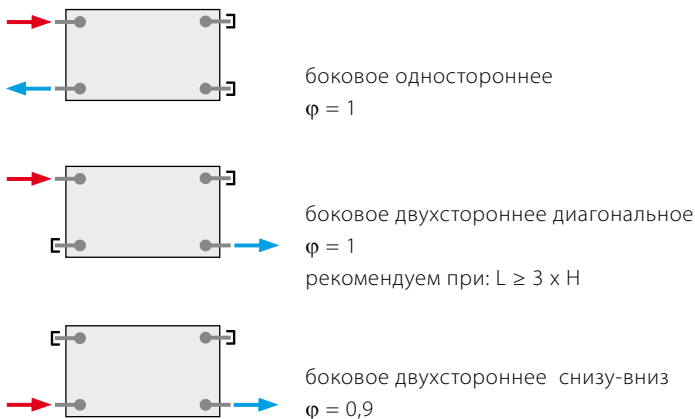 боковое одностороннее
φ = 1
боковое двухстороннее диагональное
φ = 1
рекомендуем при: L ≥ 3 x H
боковое двухстороннее снизу-вниз
φ = 0,9